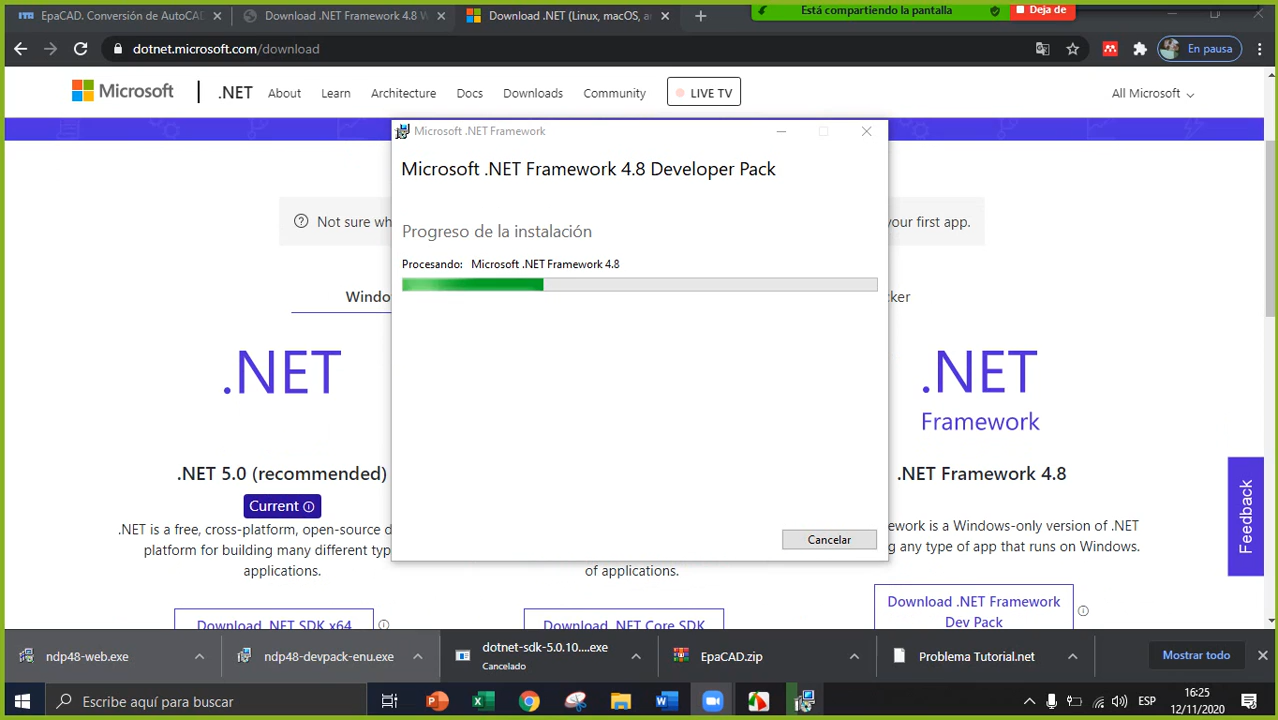 EpaCAD. Conversión de AutoCAD
Download .NET Framework 4.8 W
Download .NET (Linux, macOS, a
Está compartiendo la pantalla
Deja de
dotnet.microsoft.com/download
En pausa
Microsoft
.NET
About
Learn
Architecture
Docs
Downloads
Community
LIVE TV
All Microsoft
Microsoft .NET Framework
Microsoft .NET Framework 4.8 Developer Pack
Not sure wh
your first app.
Progreso de la instalación
Procesando: Microsoft .NET Framework 4.8
Windo
cker
.NET
.NET
Framework
.NET 5.0 (recommended)
.NET Framework 4.8
Current
.NET is a free, cross-platform, open-source d
platform for building many different typ
applications.
of applications.
ework is a Windows-only version of .NET
g any type of app that runs on Windows.
Cancelar
Feedback
Download .NET SDK x64
Download .NET Core SDK
Download .NET Framework
Dev Pack
ndp48-web.exe
ndp48-devpack-enu.exe
dotnet-sdk-5.0.10....exe
Cancelado
EpaCAD.zip
Problema Tutorial.net
Mostrar todo
Escribe aquí para buscar
ESP
16:25
12/11/2020